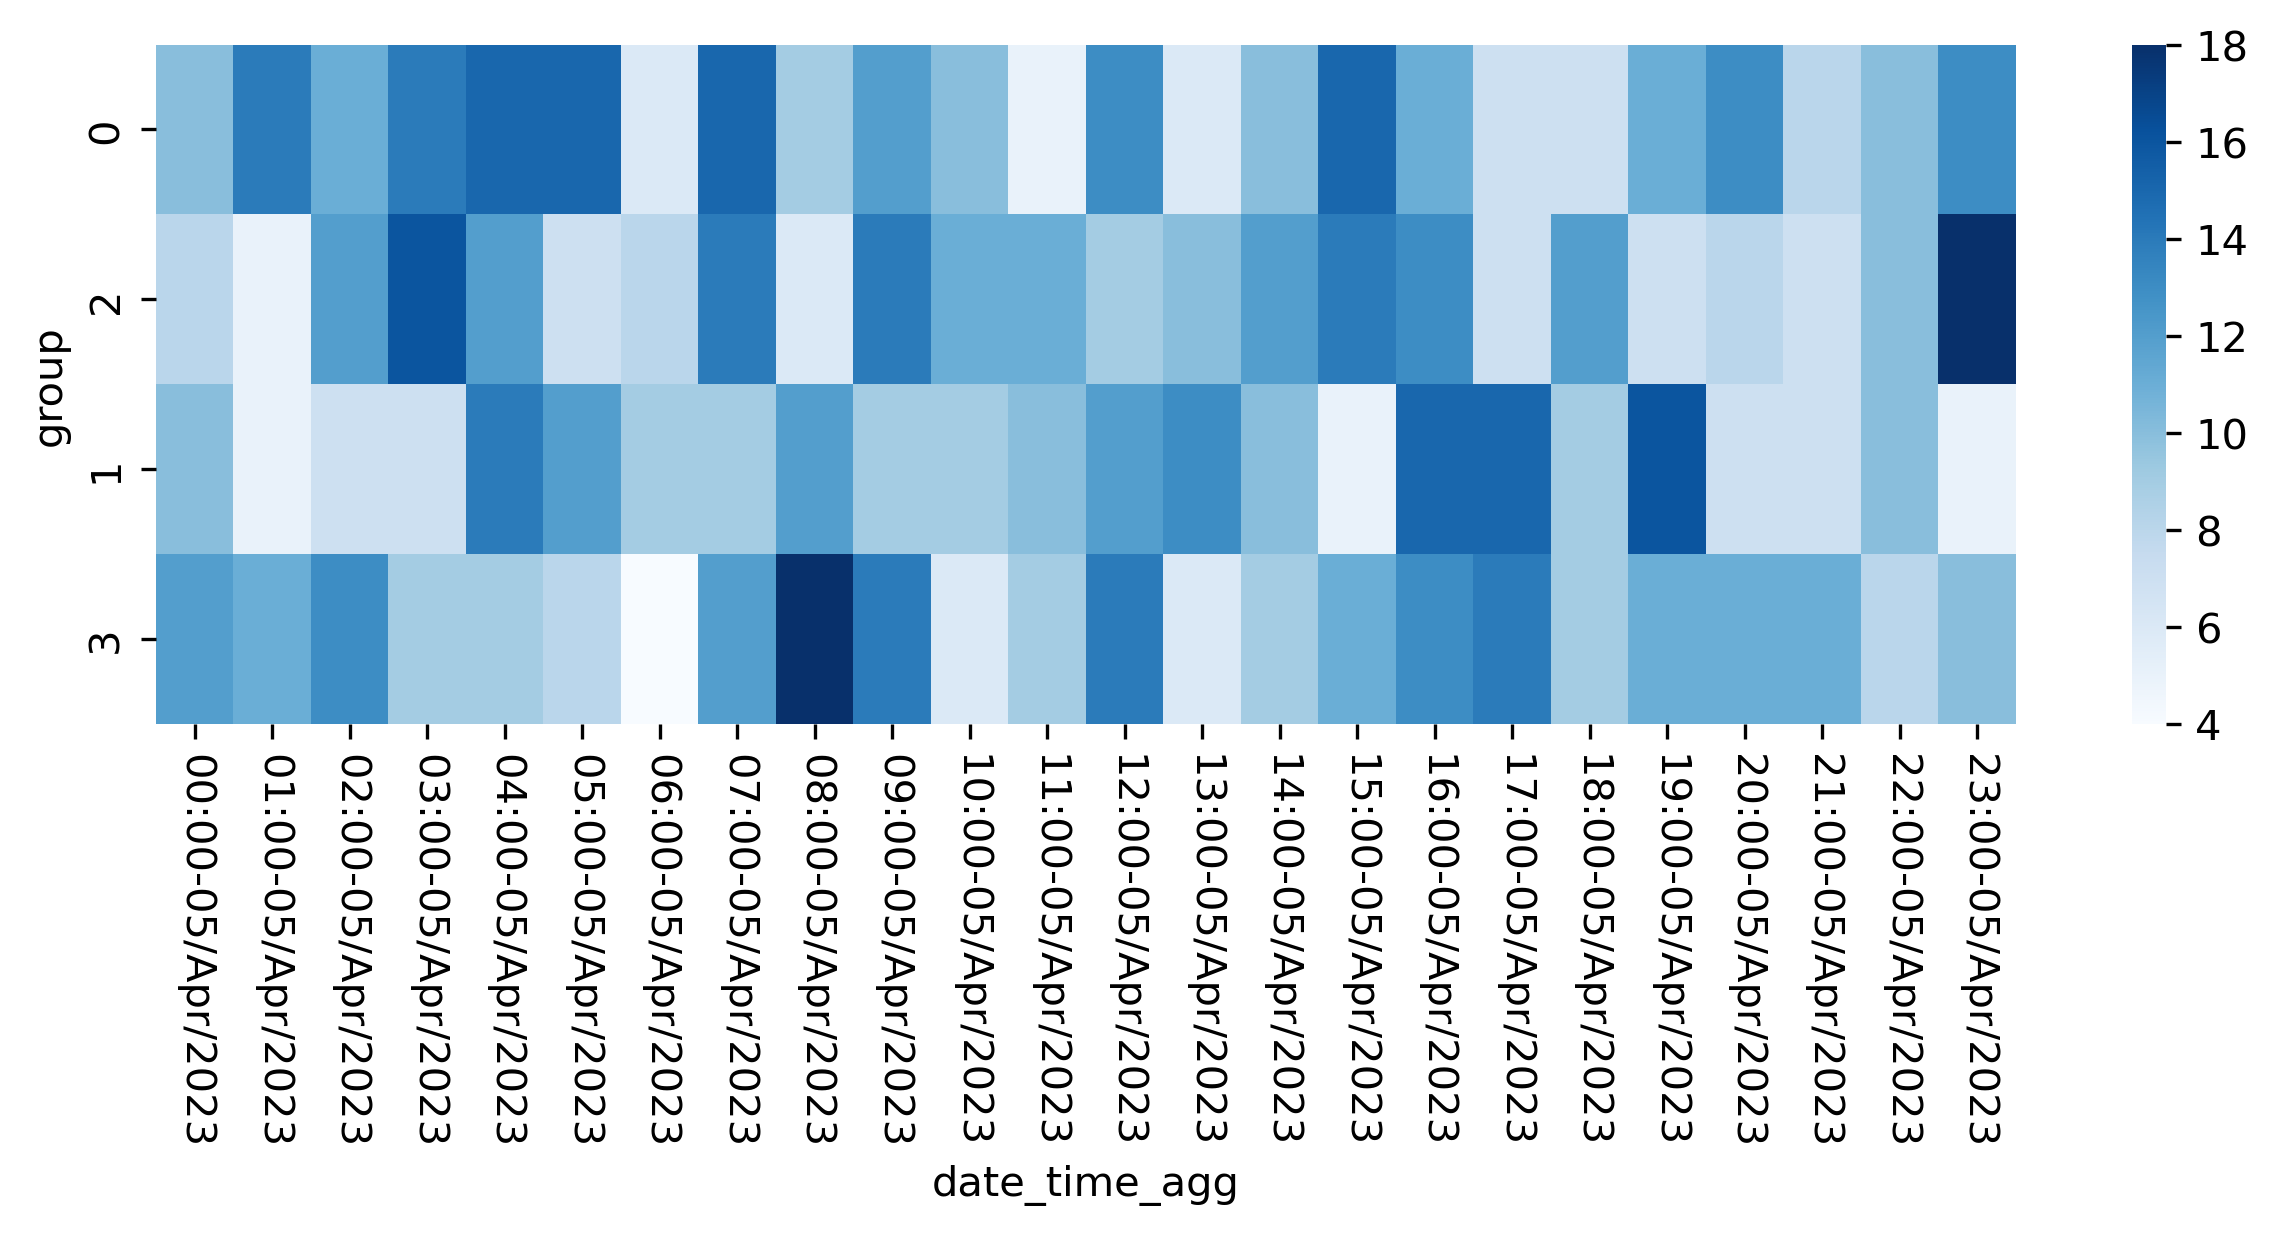 group
0
2
1
3
00:00-05/Apr/2023
01:00-05/Apr/2023
02:00-05/Apr/2023
03:00-05/Apr/2023
04:00-05/Apr/2023
05:00-05/Apr/2023
06:00-05/Apr/2023
07:00-05/Apr/2023
08:00-05/Apr/2023
09:00-05/Apr/2023
10:00-05/Apr/2023
11:00-05/Apr/2023
12:00-05/Apr/2023
13:00-05/Apr/2023
14:00-05/Apr/2023
15:00-05/Apr/2023
16:00-05/Apr/2023
17:00-05/Apr/2023
18:00-05/Apr/2023
19:00-05/Apr/2023
20:00-05/Apr/2023
21:00-05/Apr/2023
22:00-05/Apr/2023
23:00-05/Apr/2023
date_time_agg
18
16
14
12
10
8
6
4